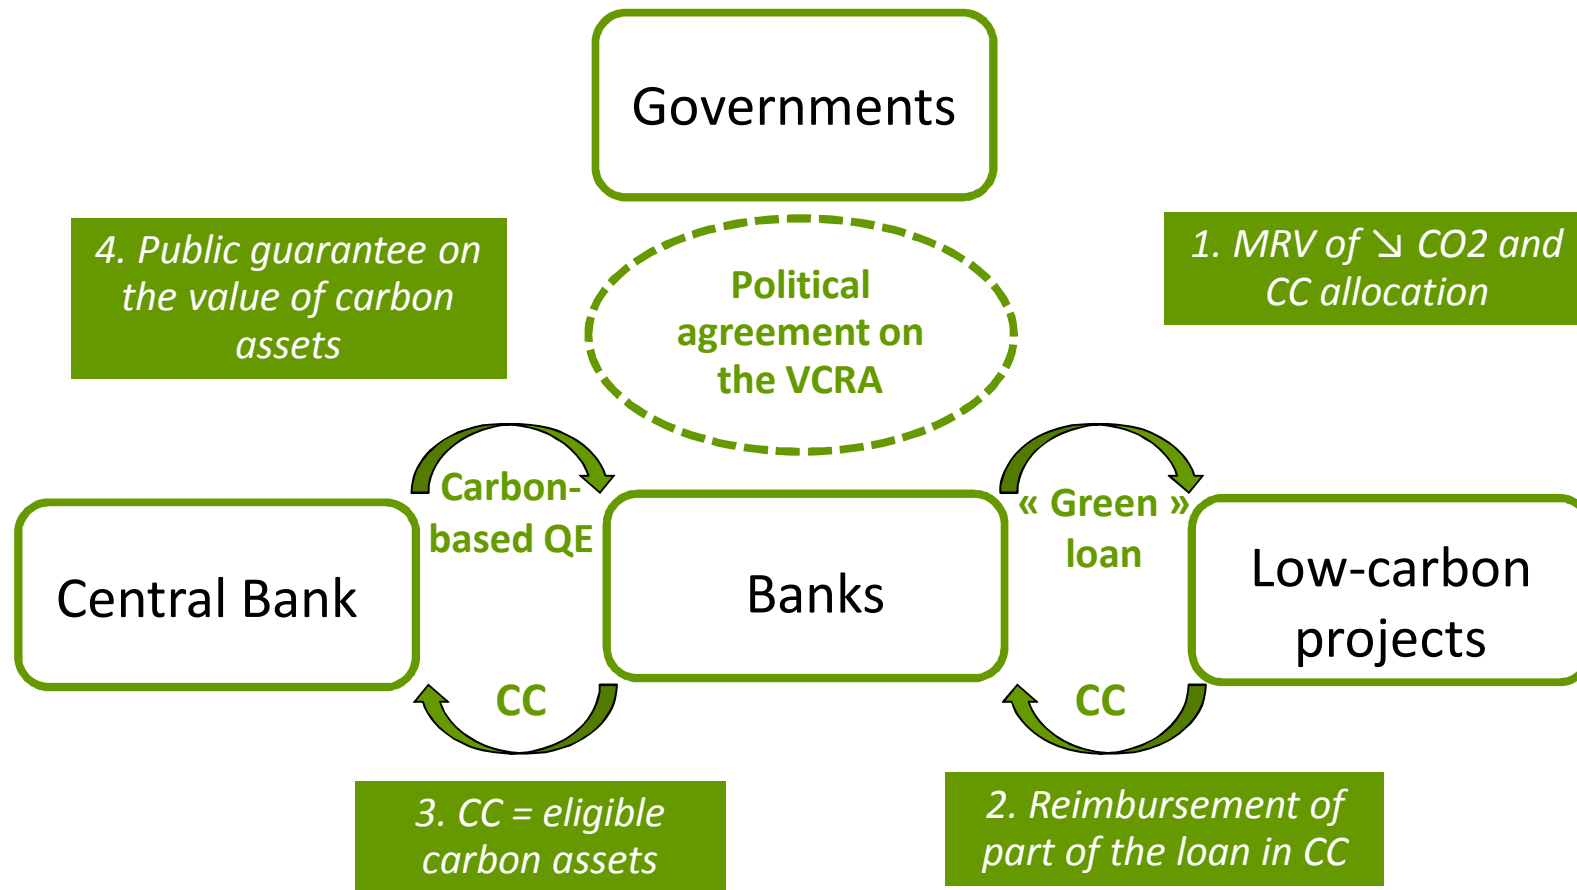 Governments
4. Public guarantee on
the value of carbon
assets
Political
agreement on
the VCRA
1. MRV of ↘ CO2 and
CC allocation
Carbon-
based QE
« Green »
loan
Central Bank
Banks
Low-carbon
projects
CC
CC
3. CC = eligible
carbon assets
2. Reimbursement of
part of the loan in CC